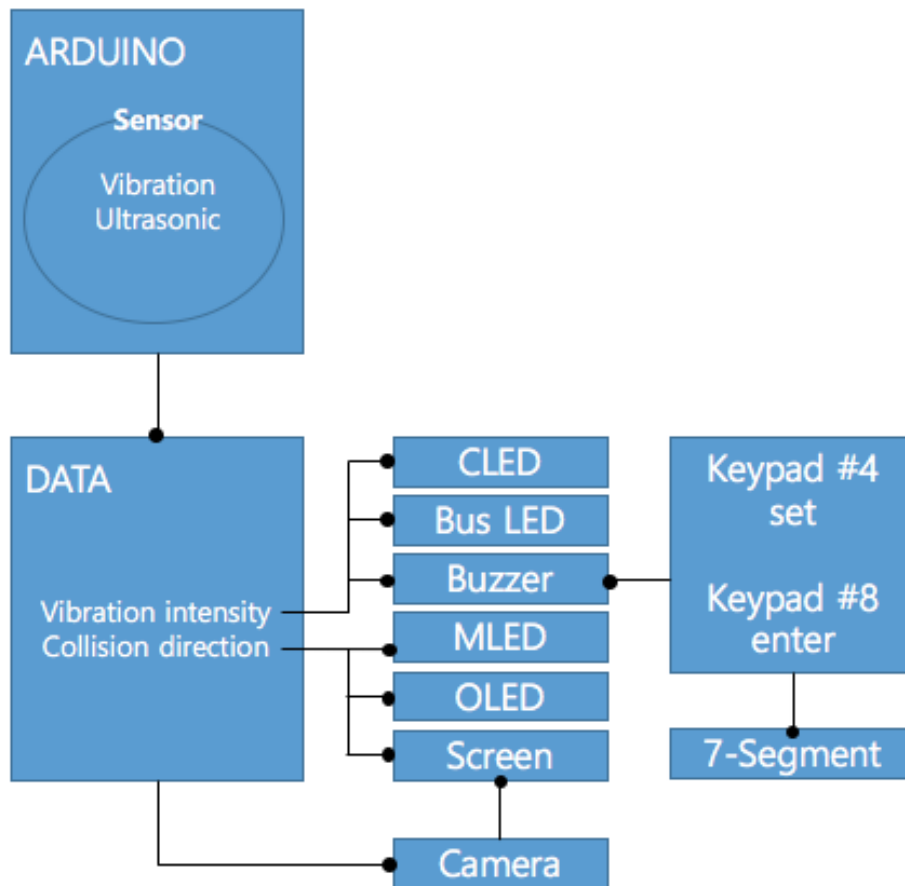 ARDUINO
Sensor
Vibration
Ultrasonic
DATA
Vibration intensity
Collision direction
CLED
Bus LED
Buzzer
MLED
OLED
Screen
Camera
Keypad #4
set
Keypad #8
enter
7-Segment